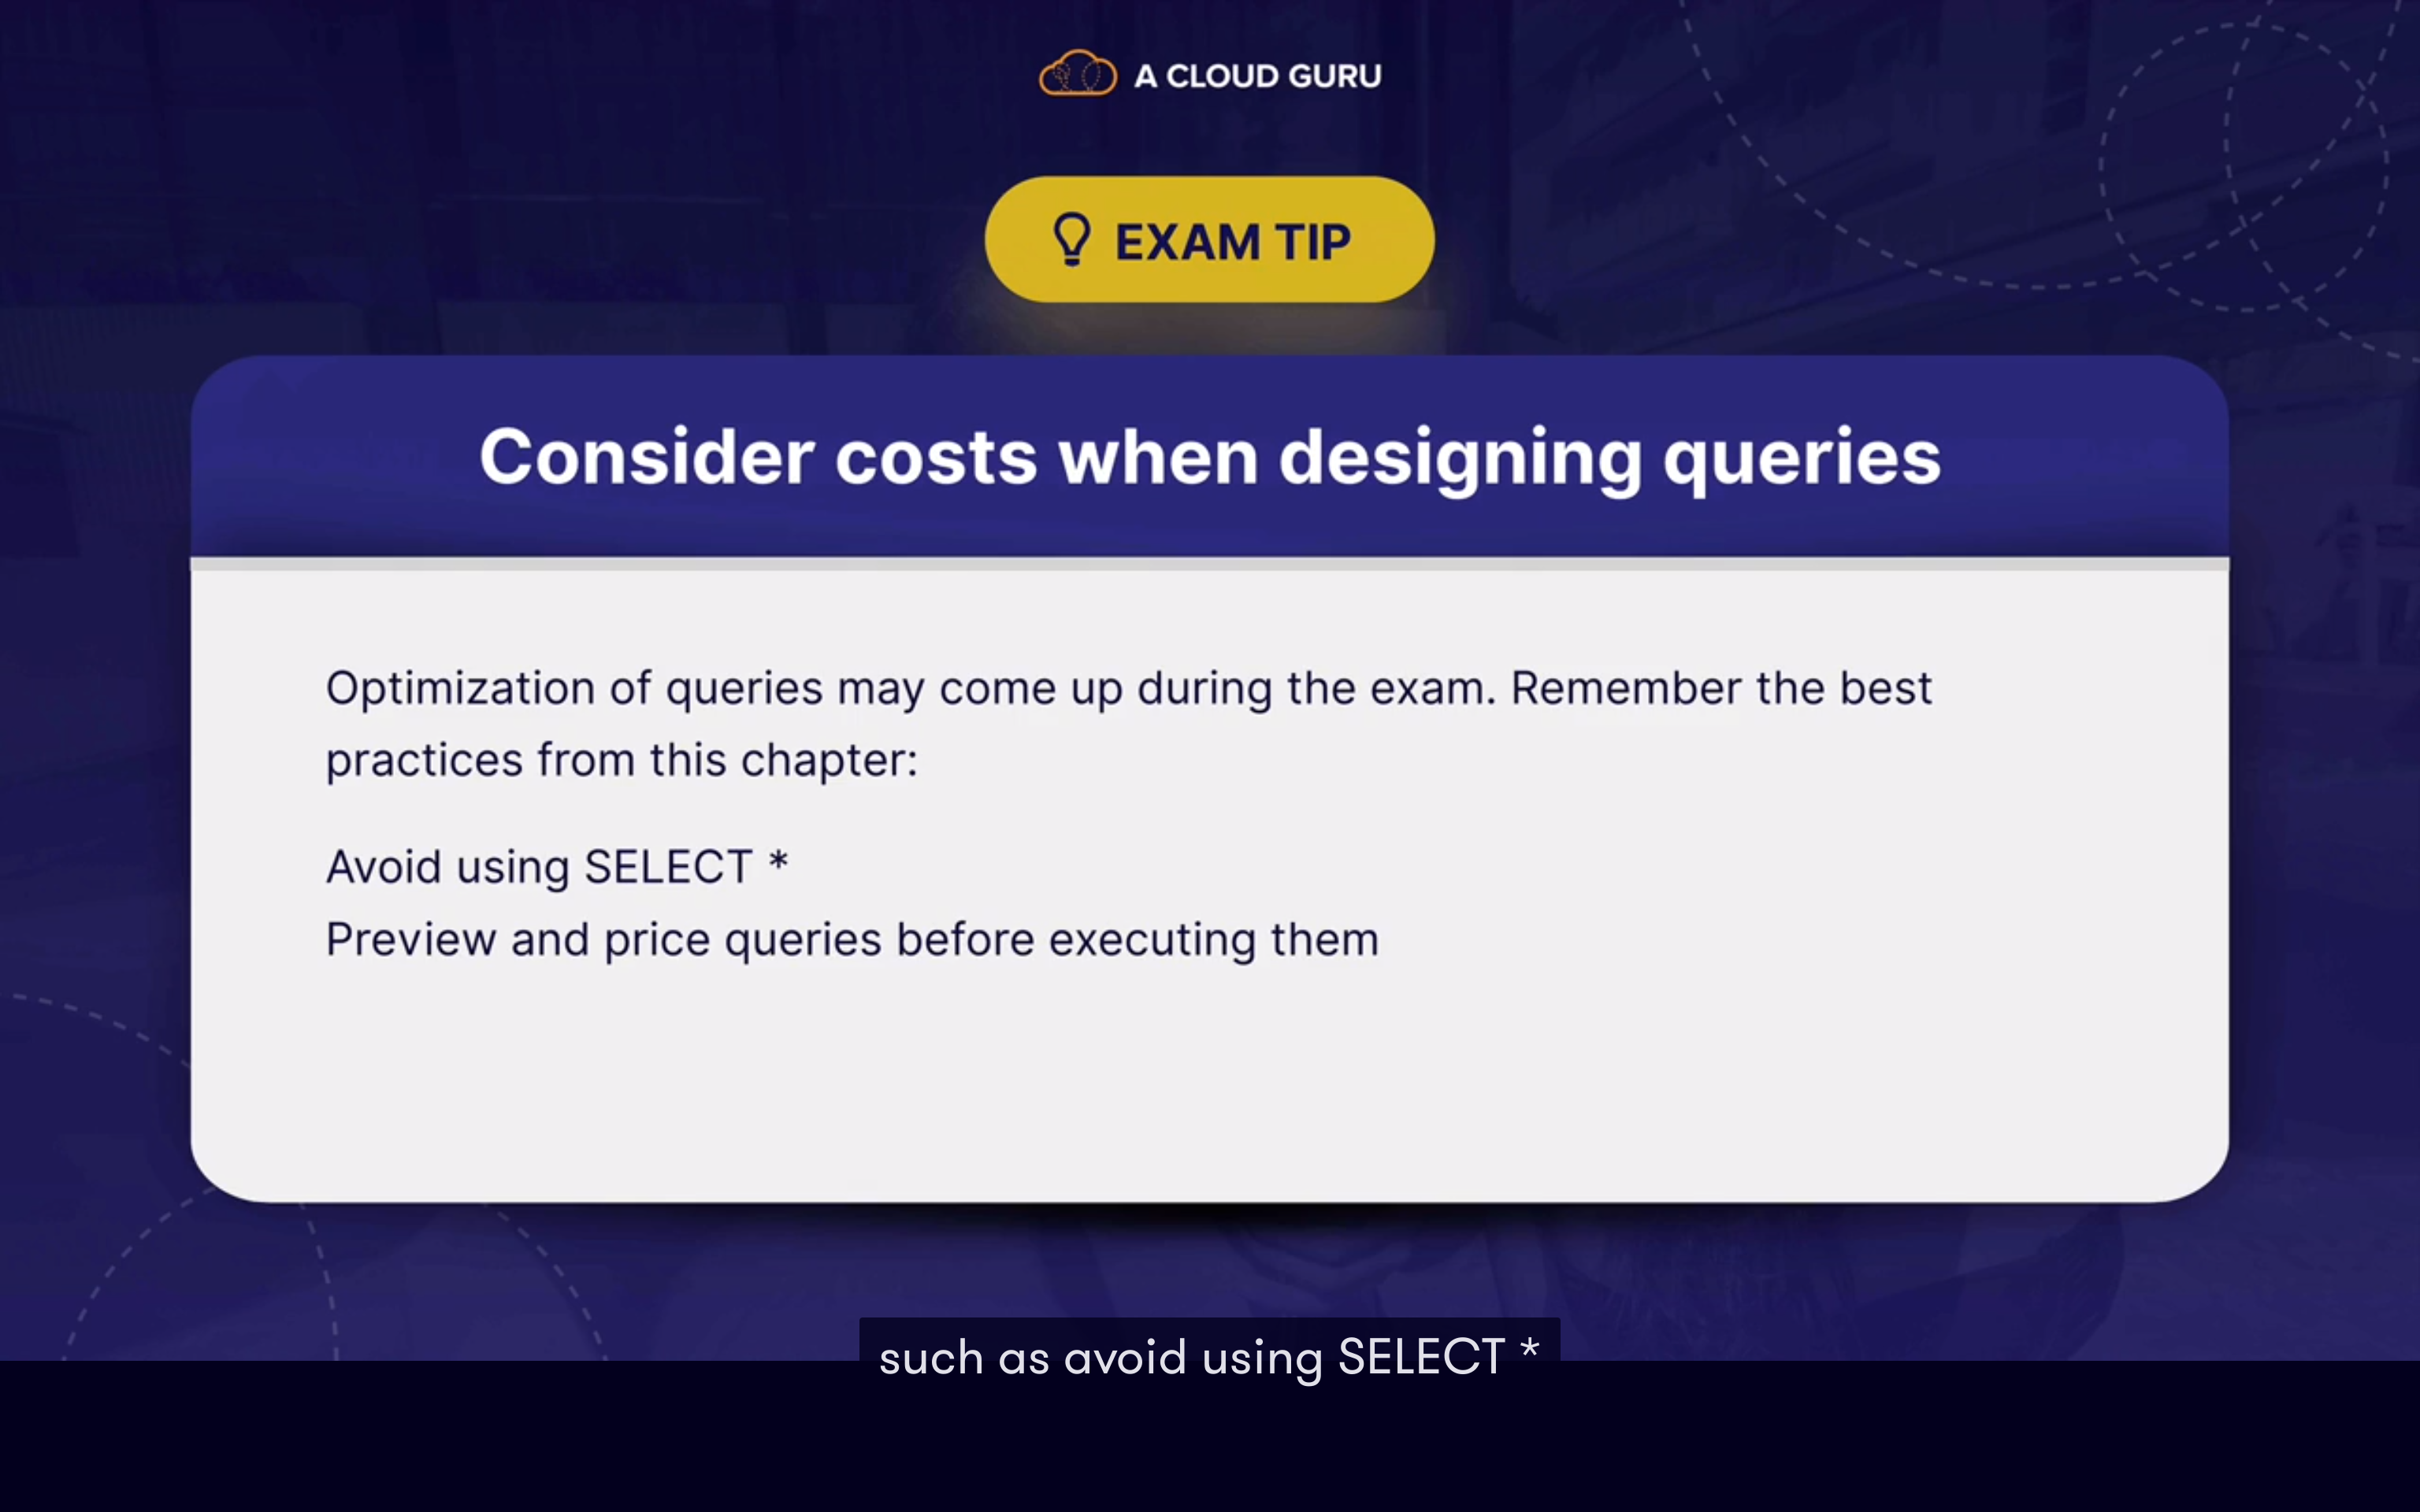 A CLOUD GURU
EXAM TIP
Consider costs when designing queries
Optimization of queries may come up during the exam. Remember the best
practices from this chapter:
Avoid using SELECT *
Preview and price queries before executing them
such as avoid using SELECT *